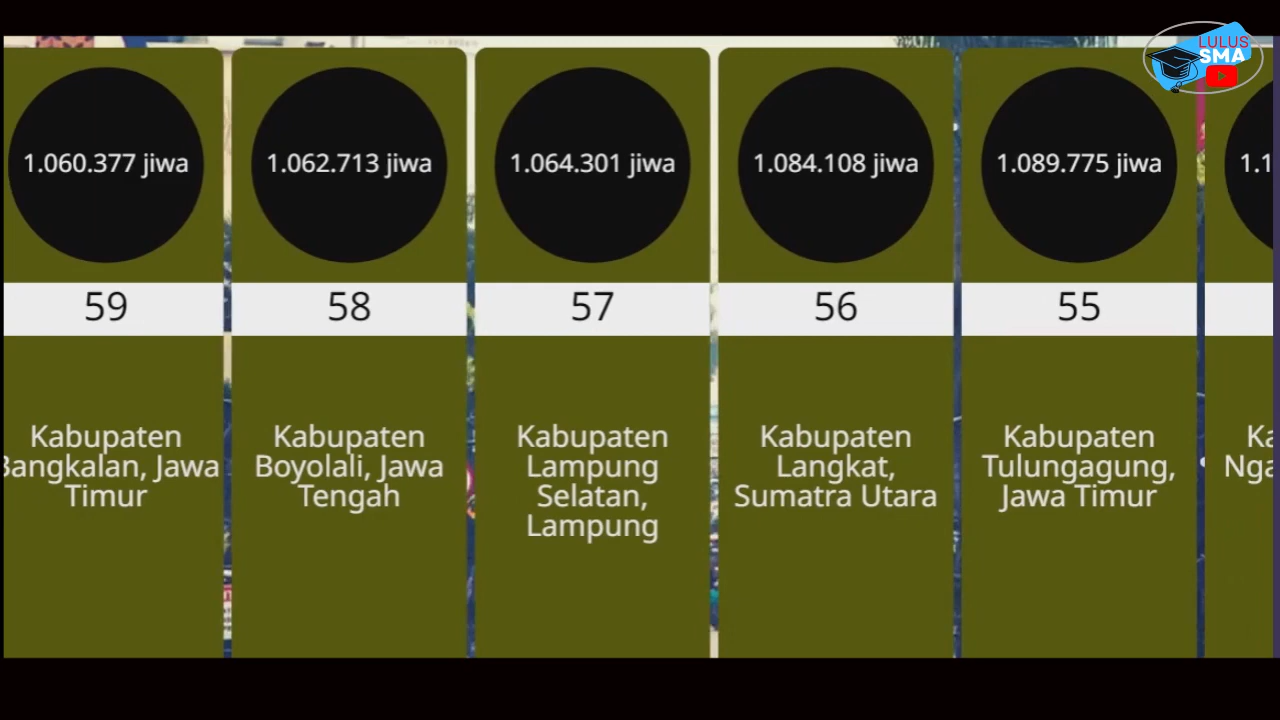 LULUS
SMA
1.060.377 jiwa
1.062.713 jiwa
1.064.301 jiwa
1.084.108 jiwa
1.089.775 jiwa
59
58
57
56
55
Kabupaten
Bangkalan, Jawa
Timur
Kabupaten
Boyolali, Jawa
Tengah
Kabupaten
Lampung
Selatan,
Lampung
Kabupaten
Langkat,
Sumatra Utara
Kabupaten
Tulungagung,
Jawa Timur